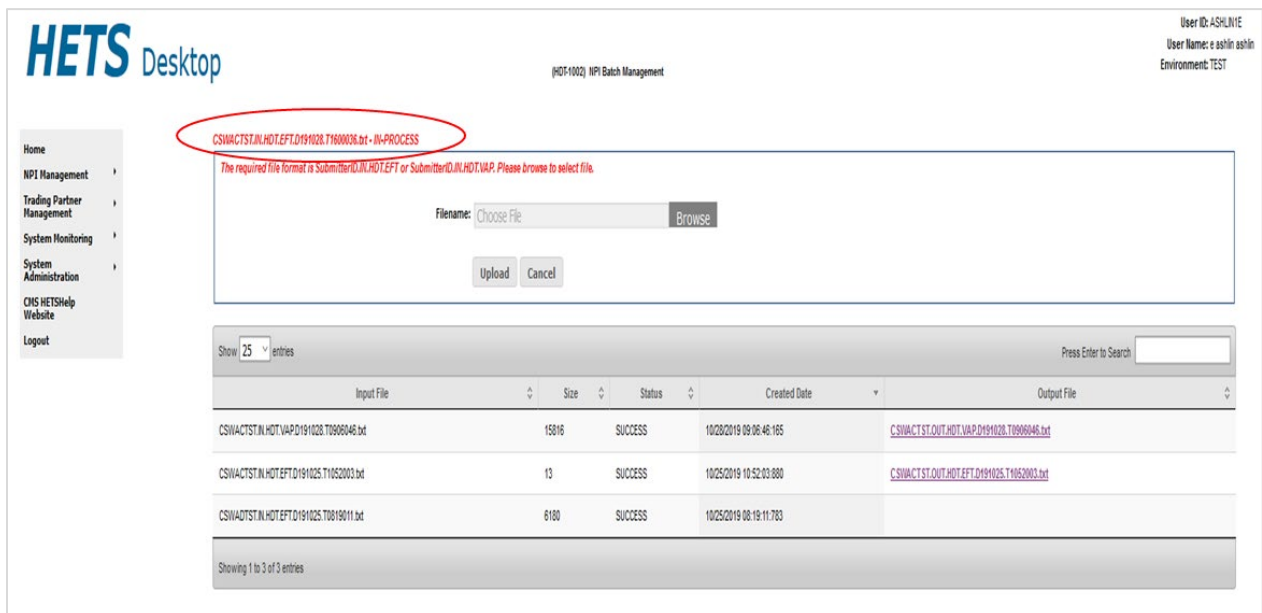 User ID: ASHLIN1E
User Name: e ashlin ashlin
Environment: TEST
HETS Desktop
(HDT-1002) NPI Batch Management
Home
NPI Management
Trading Partner
Management
System Monitoring
System
Administration
CMS HETSHelp
Website
Logout
CSWACTST.IN.HDT.EFT.D191028.T1600036.txt - IN-PROCESS
The required file format is SubmitterID.IN.HDT.EFT or SubmitterID.IN.HDT.VAP. Please browse to select file.
Filename: Choose File Browse
Upload Cancel
Show 25 entries Press Enter to Search
Input File Size Status Created Date Output File
CSWACTST.IN.HDT.VAP.D191028.T0906046.txt 15816 SUCCESS 10/28/2019 09:06:46:165 CSWACTST.OUT.HDT.VAP.D191028.T0906046.txt
CSWACTST.IN.HDT.EFT.D191025.T1052003.txt 13 SUCCESS 10/25/2019 10:52:03:880 CSWACTST.OUT.HDT.EFT.D191025.T1052003.txt
CSWADTST.IN.HDT.EFT.D191025.T0819011.txt 6180 SUCCESS 10/25/2019 08:19:11:783
Showing 1 to 3 of 3 entries